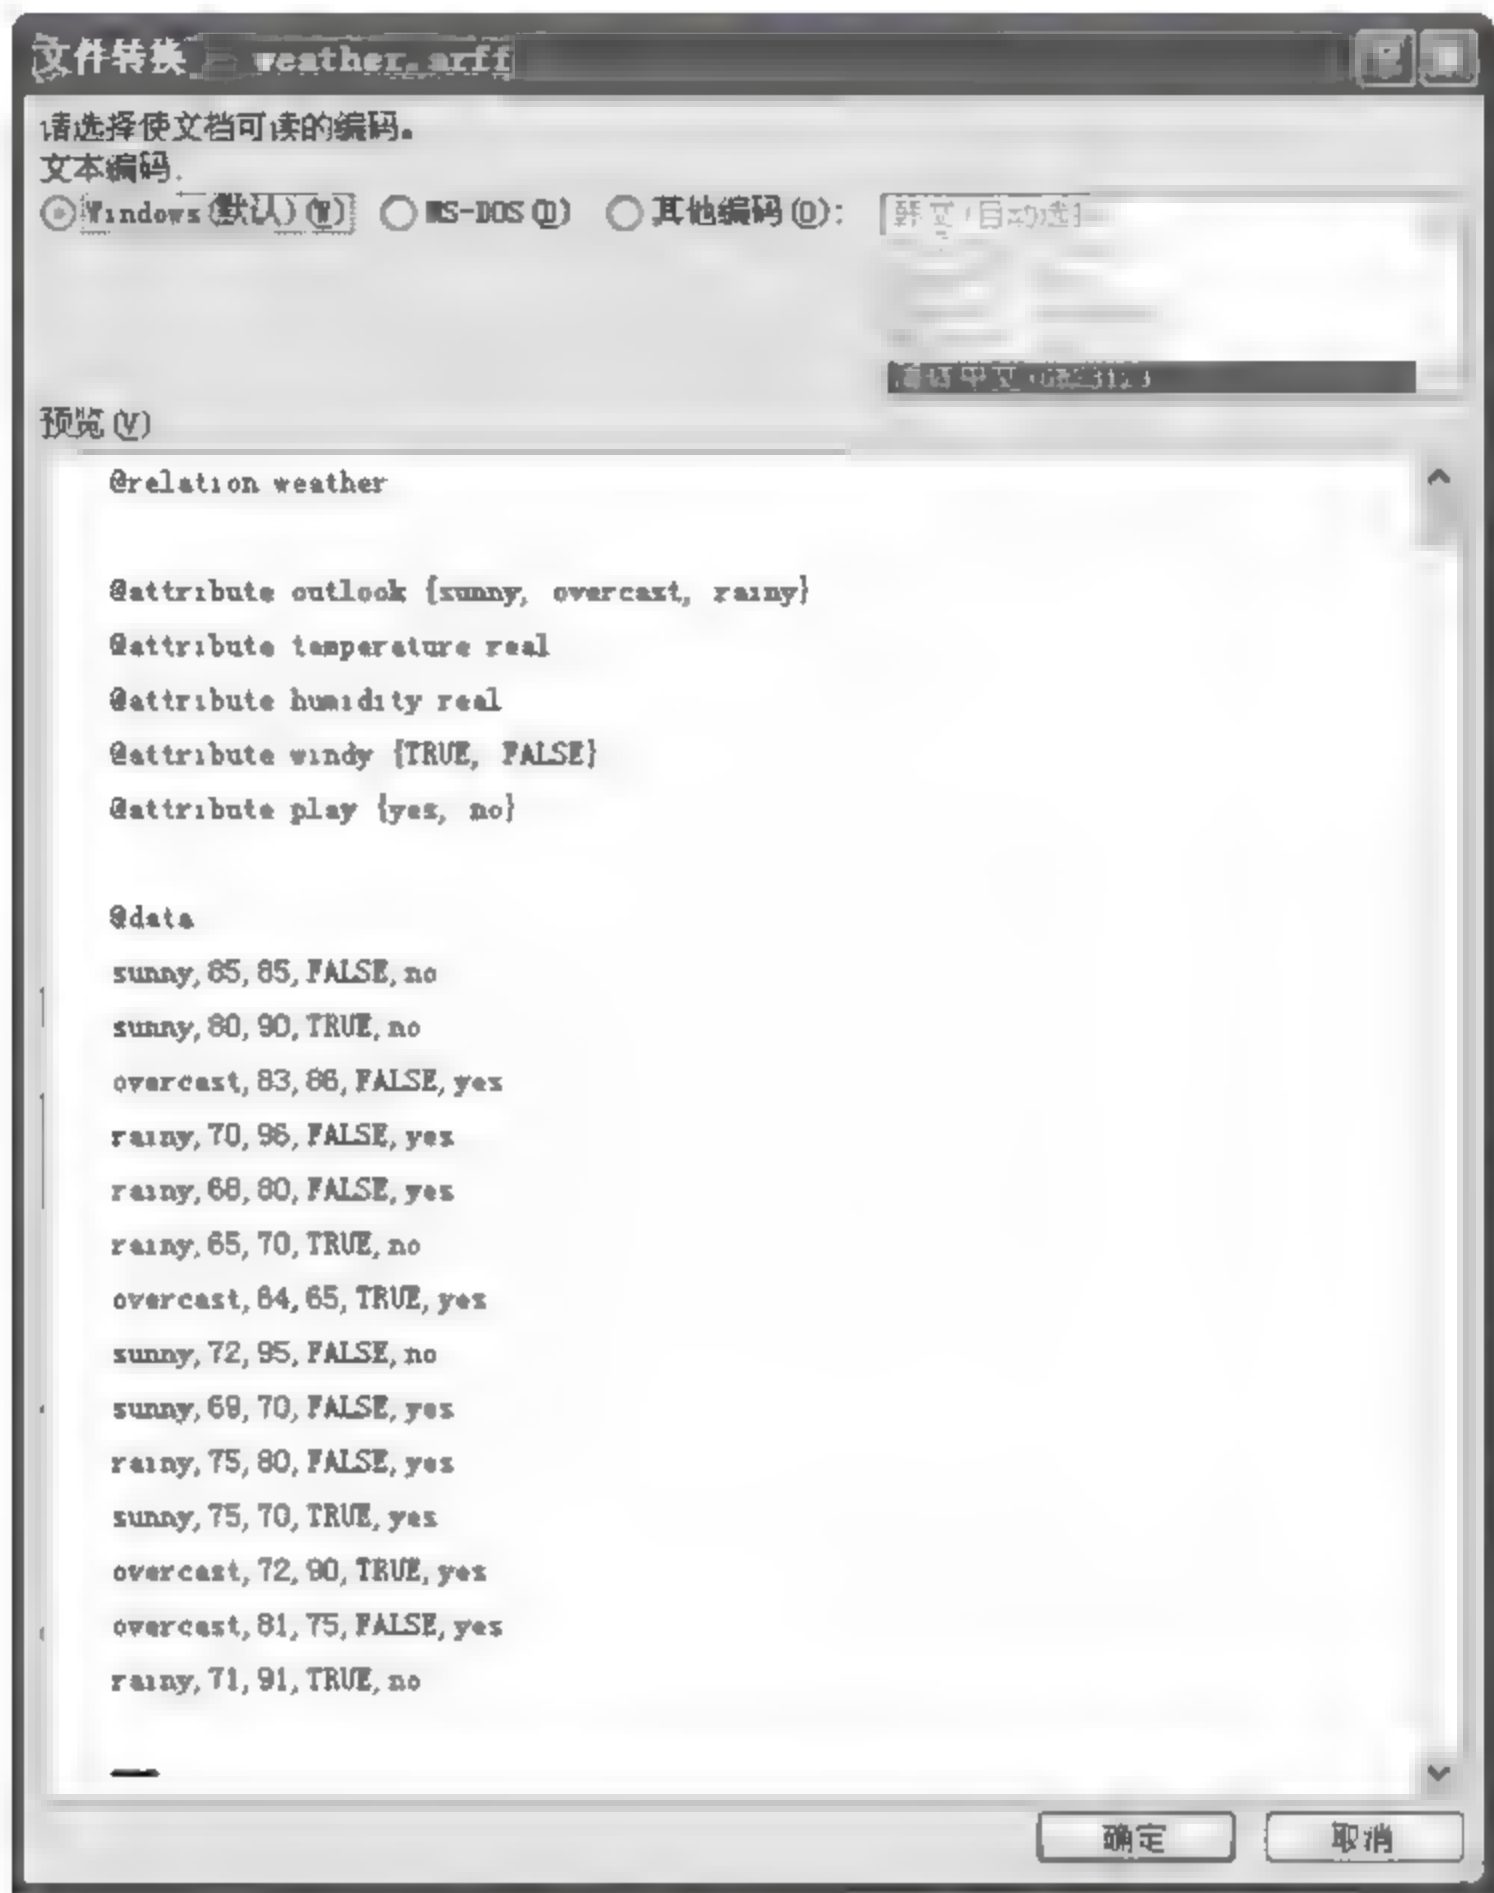 文件转换 - weather.arff
请选择使文档可读的编码。
文本编码:
Windows(默认)(W) MS-DOS(D) 其他编码(O):
简体中文(GB2312)
预览(V)
@relation weather
@attribute outlook {sunny, overcast, rainy}
@attribute temperature real
@attribute humidity real
@attribute windy {TRUE, FALSE}
@attribute play {yes, no}
@data
sunny,85,85,FALSE,no
sunny,80,90,TRUE,no
overcast,83,86,FALSE,yes
rainy,70,96,FALSE,yes
rainy,68,80,FALSE,yes
rainy,65,70,TRUE,no
overcast,64,65,TRUE,yes
sunny,72,95,FALSE,no
sunny,69,70,FALSE,yes
rainy,75,80,FALSE,yes
sunny,75,70,TRUE,yes
overcast,72,90,TRUE,yes
overcast,81,75,FALSE,yes
rainy,71,91,TRUE,no
确定 取消